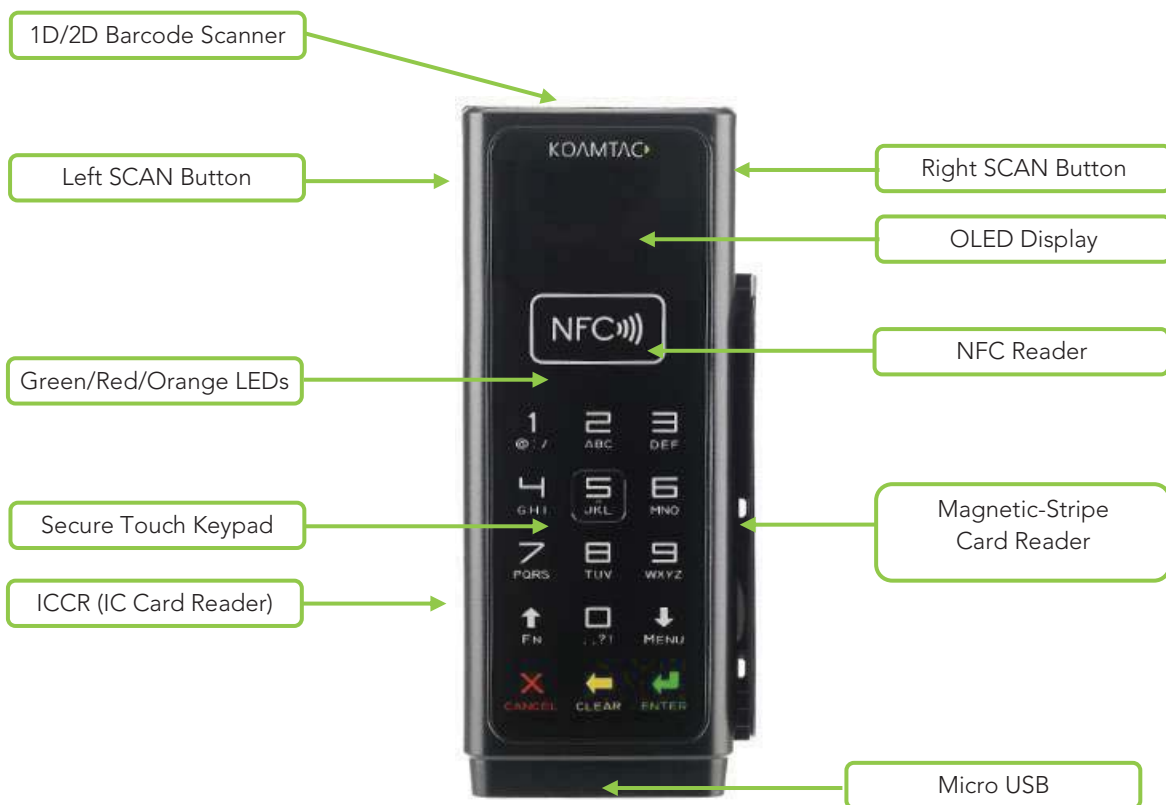 1D/2D Barcode Scanner
KOAMTAC
Left SCAN Button
Right SCAN Button
OLED Display
NFC
NFC Reader
Green/Red/Orange LEDs
1 2 3
@:/ ABC DEF
4 5 6
GHI JKL MNO
Secure Touch Keypad
Magnetic-Stripe
Card Reader
7 8 9
PQRS TUV WXYZ
ICCR (IC Card Reader)
0
FN .,?! MENU
CANCEL CLEAR ENTER
Micro USB